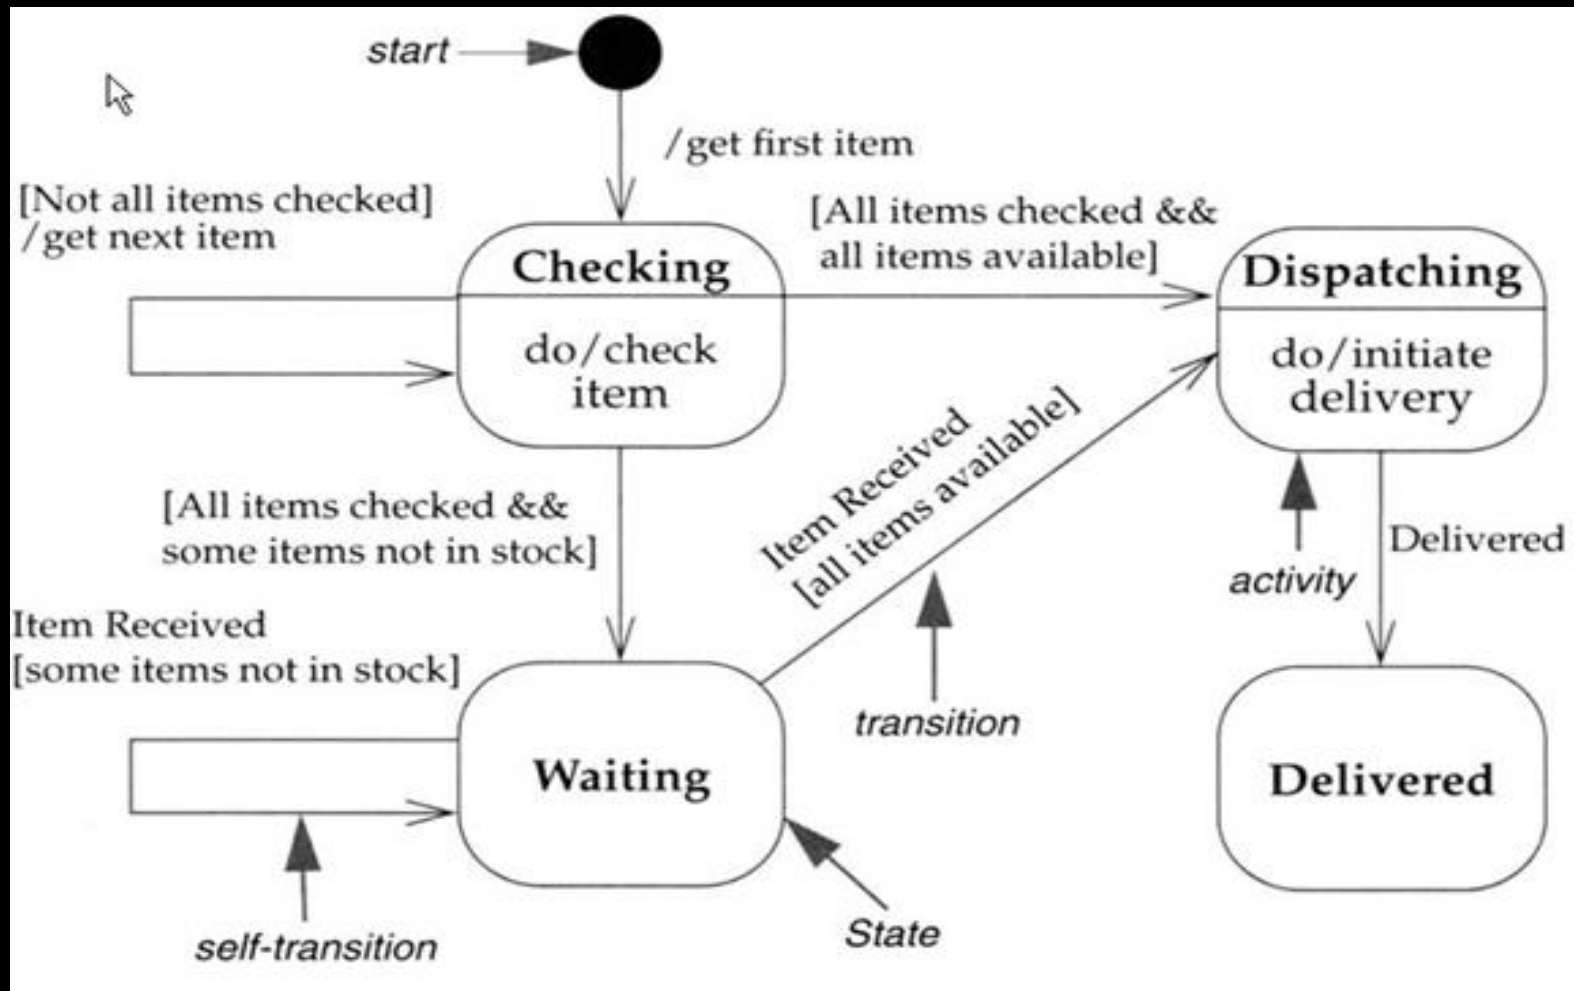 start
/get first item
[Not all items checked]
/get next item
[All items checked &&
all items available]
Checking
do/check
item
Dispatching
do/initiate
delivery
[All items checked &&
some items not in stock]
Item Received
[all items available]
activity
Delivered
Item Received
[some items not in stock]
transition
Waiting
Delivered
self-transition
State